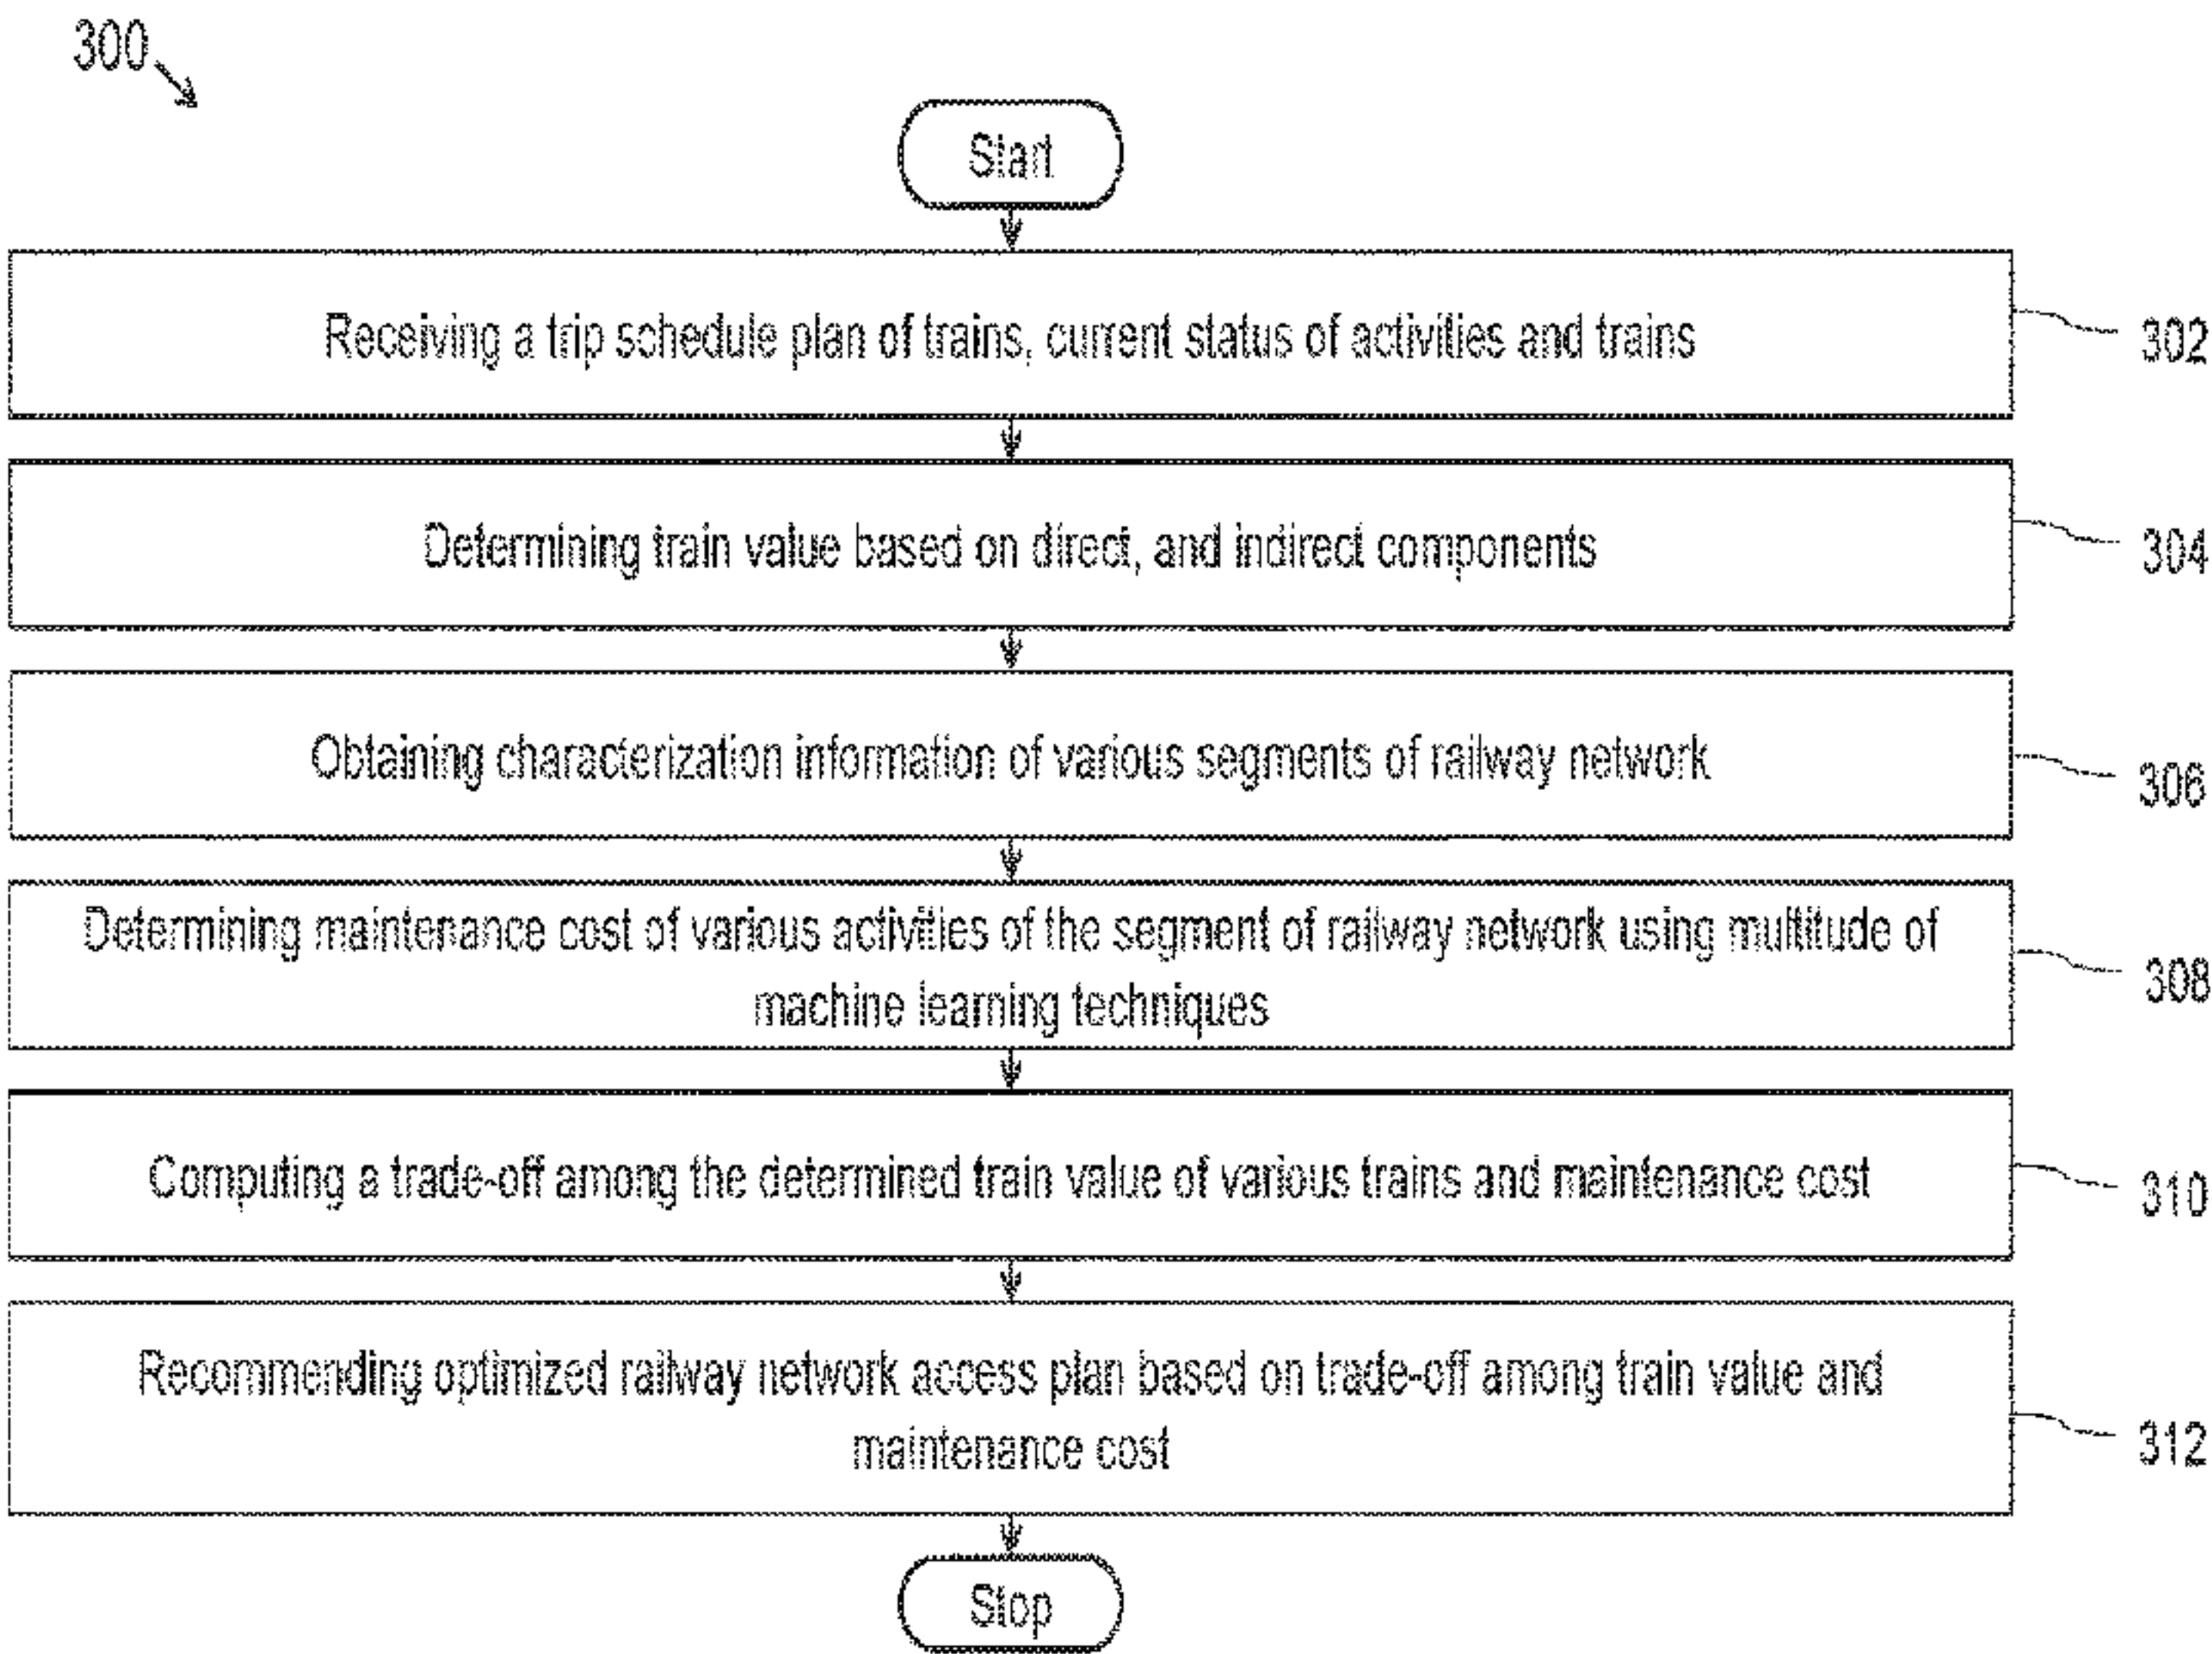 300
Start
Receiving a trip schedule plan of trains, current status of activities and trains
302
Determining train value based on direct, and indirect components
304
Obtaining characterization information of various segments of railway network
306
Determining maintenance cost of various activities of the segment of railway network using multitude of
machine learning techniques
308
Computing a trade-off among the determined train value of various trains and maintenance cost
310
Recommending optimized railway network access plan based on trade-off among train value and
maintenance cost
312
Stop